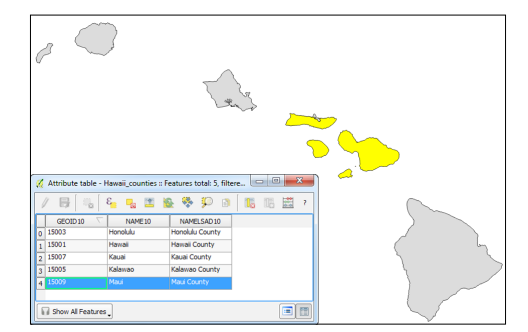 Attribute table - Hawaii_counties :: Features total: 5, filtere...
?
GEOID10 NAME10 NAMELSAD10
0 15003 Honolulu Honolulu County
1 15001 Hawaii Hawaii County
2 15007 Kauai Kauai County
3 15005 Kalawao Kalawao County
4 15009 Maui Maui County
Show All Features